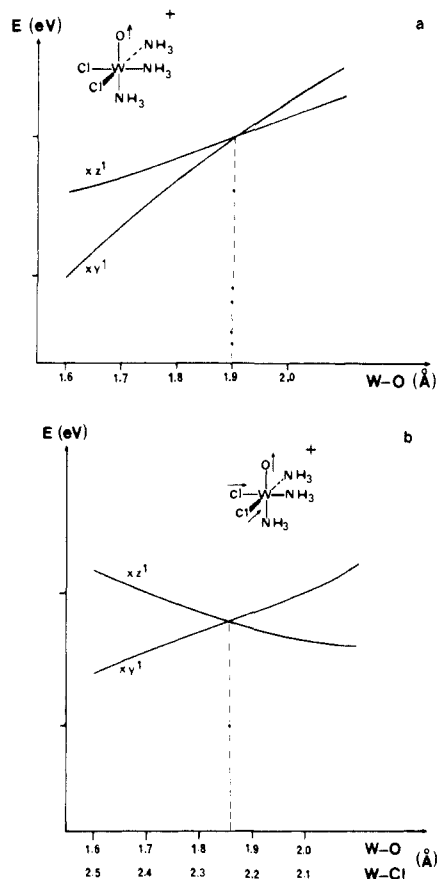 E (eV)
a
+
O
NH3
Cl W NH3
Cl
NH3
xz1
xy1
1.6 1.7 1.8 1.9 2.0
W-O (Å)
E (eV)
b
+
O
NH3
Cl W NH3
Cl
NH3
xz1
xy1
1.6 1.7 1.8 1.9 2.0 W-O
2.5 2.4 2.3 2.2 2.1 W-Cl
(Å)